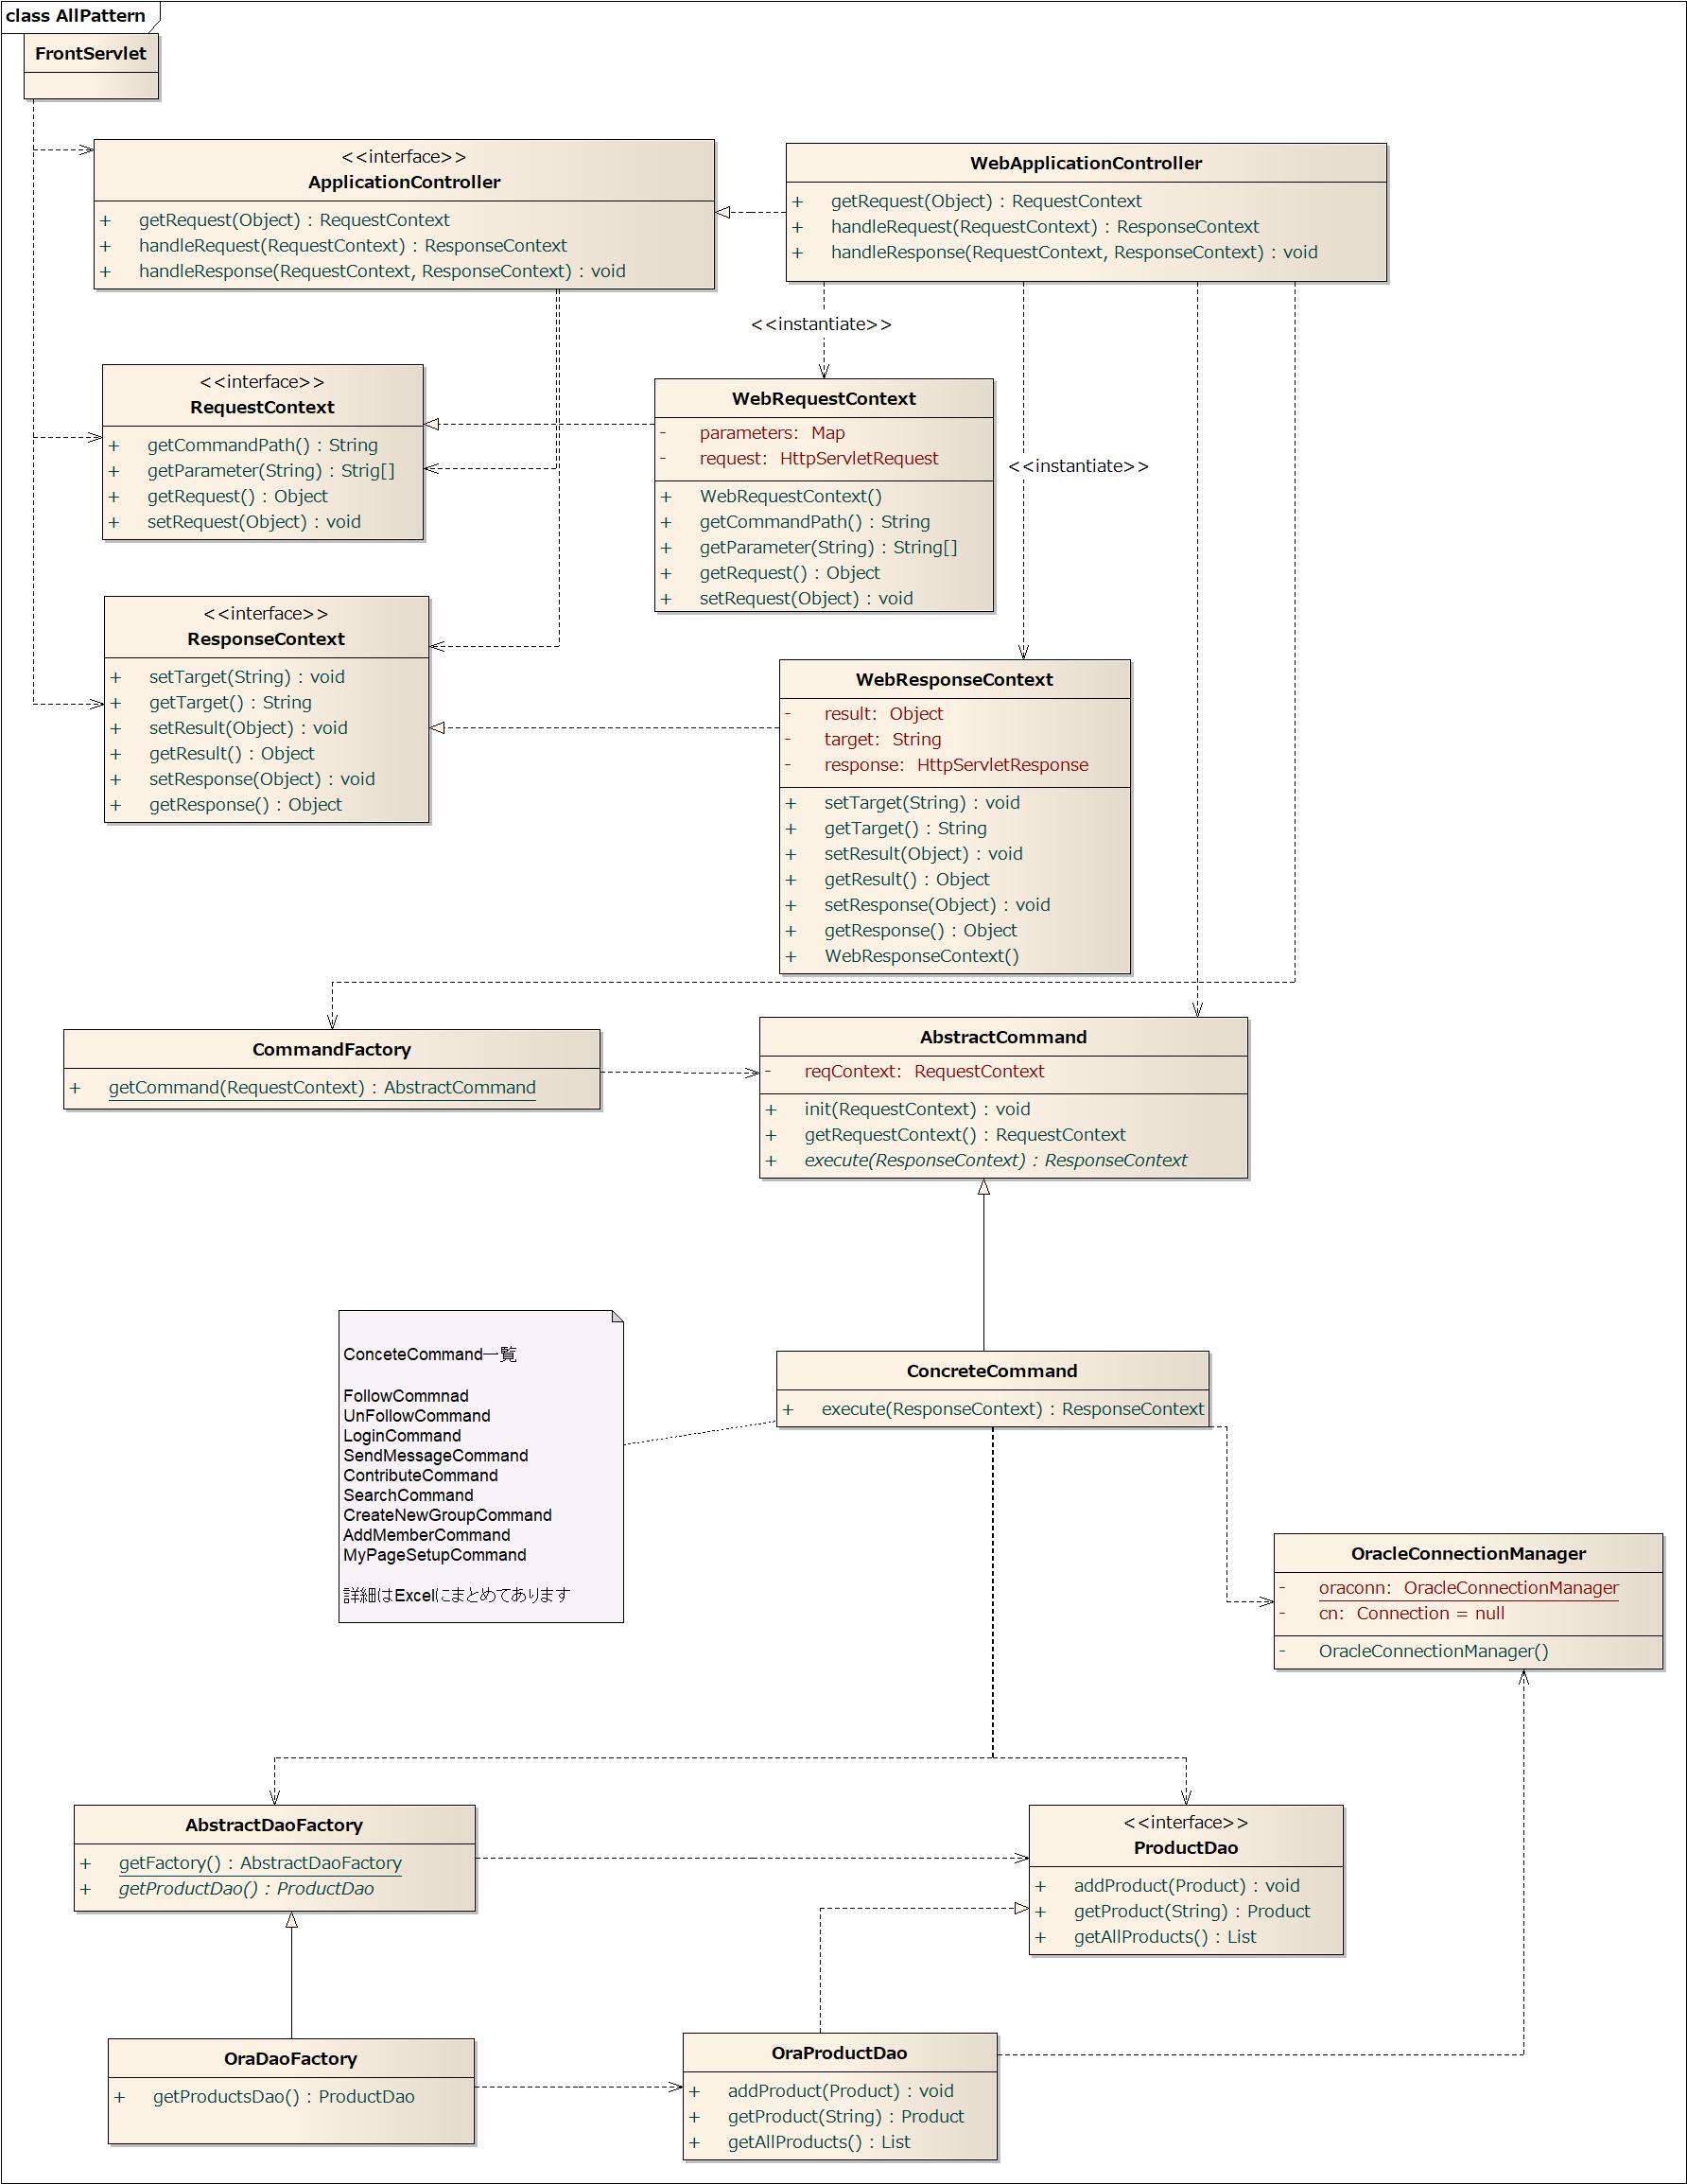 class AllPattern
FrontServlet
<<interface>>
ApplicationController
+ getRequest(Object) : RequestContext
+ handleRequest(RequestContext) : ResponseContext
+ handleResponse(RequestContext, ResponseContext) : void
WebApplicationController
+ getRequest(Object) : RequestContext
+ handleRequest(RequestContext) : ResponseContext
+ handleResponse(RequestContext, ResponseContext) : void
<<instantiate>>
<<interface>>
RequestContext
+ getCommandPath() : String
+ getParameter(String) : Strig[]
+ getRequest() : Object
+ setRequest(Object) : void
WebRequestContext
- parameters: Map
- request: HttpServletRequest
+ WebRequestContext()
+ getCommandPath() : String
+ getParameter(String) : String[]
+ getRequest() : Object
+ setRequest(Object) : void
<<instantiate>>
<<interface>>
ResponseContext
+ setTarget(String) : void
+ getTarget() : String
+ setResult(Object) : void
+ getResult() : Object
+ setResponse(Object) : void
+ getResponse() : Object
WebResponseContext
- result: Object
- target: String
- response: HttpServletResponse
+ setTarget(String) : void
+ getTarget() : String
+ setResult(Object) : void
+ getResult() : Object
+ setResponse(Object) : void
+ getResponse() : Object
+ WebResponseContext()
CommandFactory
+ getCommand(RequestContext) : AbstractCommand
AbstractCommand
- reqContext: RequestContext
+ init(RequestContext) : void
+ getRequestContext() : RequestContext
+ execute(ResponseContext) : ResponseContext
ConceteCommand一覧
FollowCommnad
UnFollowCommand
LoginCommand
SendMessageCommand
ContributeCommand
SearchCommand
CreateNewGroupCommand
AddMemberCommand
MyPageSetupCommand
詳細はExcelにまとめてあります
ConcreteCommand
+ execute(ResponseContext) : ResponseContext
OracleConnectionManager
- oraconn: OracleConnectionManager
- cn: Connection = null
- OracleConnectionManager()
AbstractDaoFactory
+ getFactory() : AbstractDaoFactory
+ getProductDao() : ProductDao
<<interface>>
ProductDao
+ addProduct(Product) : void
+ getProduct(String) : Product
+ getAllProducts() : List
OraDaoFactory
+ getProductsDao() : ProductDao
OraProductDao
+ addProduct(Product) : void
+ getProduct(String) : Product
+ getAllProducts() : List